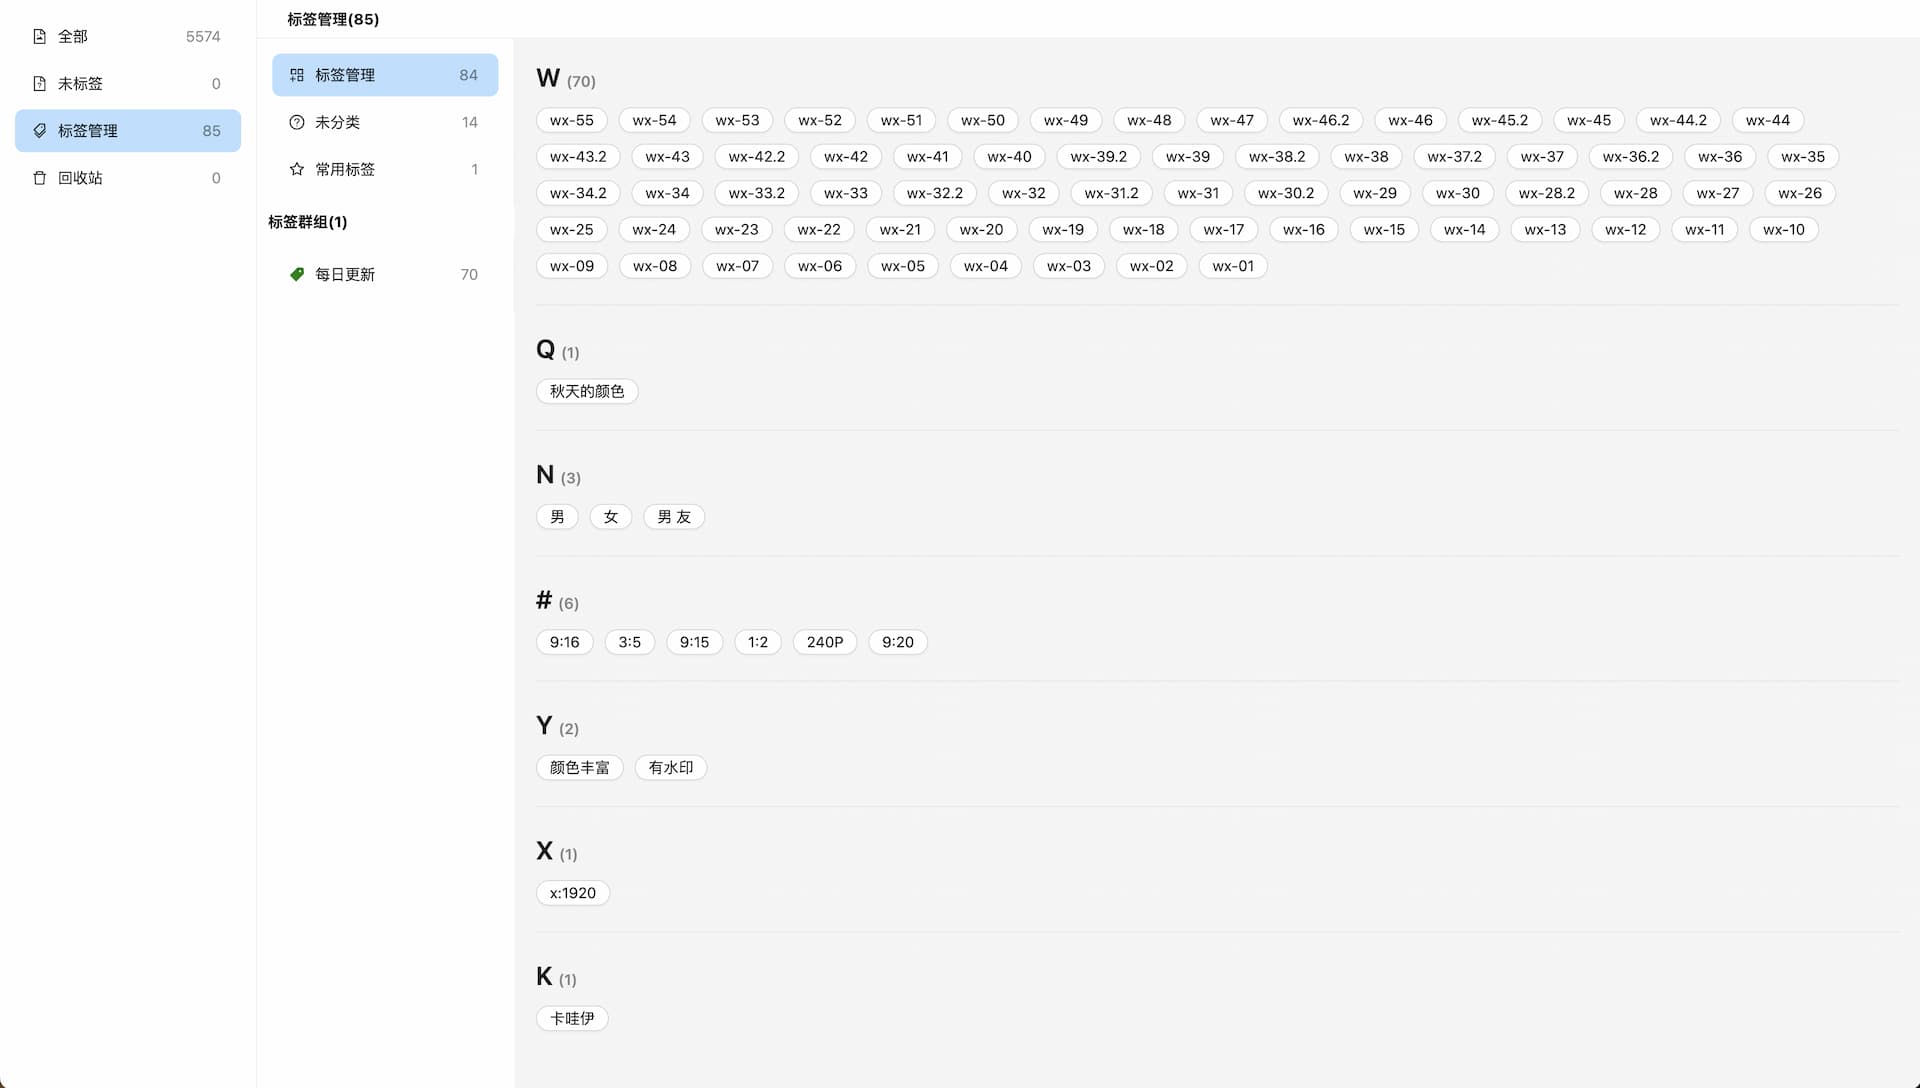 全部 5574
未标签 0
标签管理 85
回收站 0
标签管理(85)
标签管理 84
未分类 14
常用标签 1
标签群组(1)
每日更新 70
W (70)
wx-55 wx-54 wx-53 wx-52 wx-51 wx-50 wx-49 wx-48 wx-47 wx-46.2 wx-46 wx-45.2 wx-45 wx-44.2 wx-44
wx-43.2 wx-43 wx-42.2 wx-42 wx-41 wx-40 wx-39.2 wx-39 wx-38.2 wx-38 wx-37.2 wx-37 wx-36.2 wx-36 wx-35
wx-34.2 wx-34 wx-33.2 wx-33 wx-32.2 wx-32 wx-31.2 wx-31 wx-30.2 wx-29 wx-30 wx-28.2 wx-28 wx-27 wx-26
wx-25 wx-24 wx-23 wx-22 wx-21 wx-20 wx-19 wx-18 wx-17 wx-16 wx-15 wx-14 wx-13 wx-12 wx-11 wx-10
wx-09 wx-08 wx-07 wx-06 wx-05 wx-04 wx-03 wx-02 wx-01
Q (1)
秋天的颜色
N (3)
男 女 男 友
# (6)
9:16 3:5 9:15 1:2 240P 9:20
Y (2)
颜色丰富 有水印
X (1)
x:1920
K (1)
卡哇伊